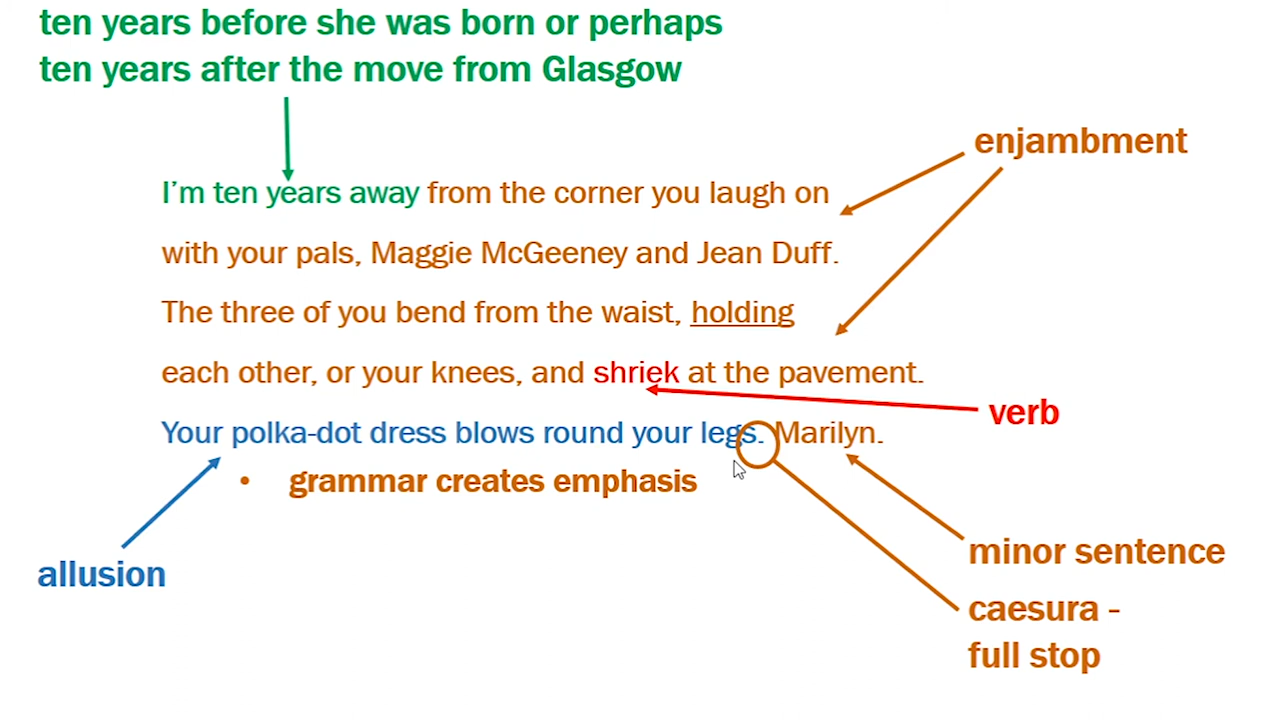 ten years before she was born or perhaps
ten years after the move from Glasgow
enjambment
I'm ten years away from the corner you laugh on
with your pals, Maggie McGeeney and Jean Duff.
The three of you bend from the waist, holding
each other, or your knees, and shriek at the pavement.
verb
Your polka-dot dress blows round your legs. Marilyn.
• grammar creates emphasis
allusion
minor sentence
caesura -
full stop